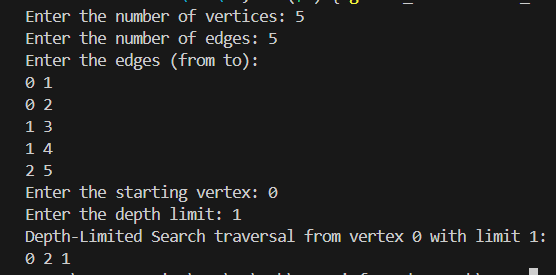 Enter the number of vertices: 5
Enter the number of edges: 5
Enter the edges (from to):
0 1
0 2
1 3
1 4
2 5
Enter the starting vertex: 0
Enter the depth limit: 1
Depth-Limited Search traversal from vertex 0 with limit 1:
0 2 1